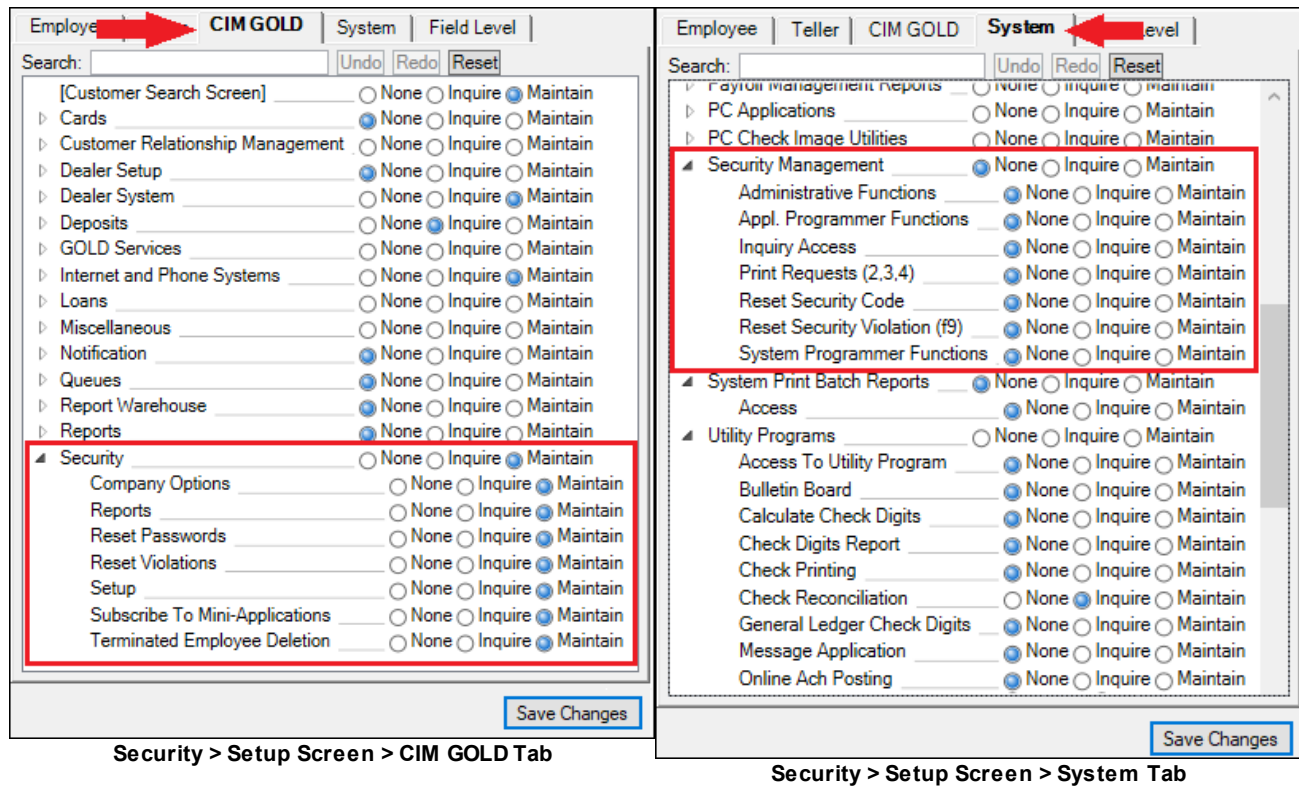 Employe CIM GOLD System Field Level
Search: Undo Redo Reset
[Customer Search Screen] None Inquire Maintain
Cards None Inquire Maintain
Customer Relationship Management None Inquire Maintain
Dealer Setup None Inquire Maintain
Dealer System None Inquire Maintain
Deposits None Inquire Maintain
GOLD Services None Inquire Maintain
Internet and Phone Systems None Inquire Maintain
Loans None Inquire Maintain
Miscellaneous None Inquire Maintain
Notification None Inquire Maintain
Queues None Inquire Maintain
Report Warehouse None Inquire Maintain
Reports None Inquire Maintain
Security None Inquire Maintain
Company Options None Inquire Maintain
Reports None Inquire Maintain
Reset Passwords None Inquire Maintain
Reset Violations None Inquire Maintain
Setup None Inquire Maintain
Subscribe To Mini-Applications None Inquire Maintain
Terminated Employee Deletion None Inquire Maintain
Save Changes
Security > Setup Screen > CIM GOLD Tab
Employee Teller CIM GOLD System evel
Search: Undo Redo Reset
Payroll Management Reports None Inquire Maintain
PC Applications None Inquire Maintain
PC Check Image Utilities None Inquire Maintain
Security Management None Inquire Maintain
Administrative Functions None Inquire Maintain
Appl. Programmer Functions None Inquire Maintain
Inquiry Access None Inquire Maintain
Print Requests (2,3,4) None Inquire Maintain
Reset Security Code None Inquire Maintain
Reset Security Violation (f9) None Inquire Maintain
System Programmer Functions None Inquire Maintain
System Print Batch Reports None Inquire Maintain
Access None Inquire Maintain
Utility Programs None Inquire Maintain
Access To Utility Program None Inquire Maintain
Bulletin Board None Inquire Maintain
Calculate Check Digits None Inquire Maintain
Check Digits Report None Inquire Maintain
Check Printing None Inquire Maintain
Check Reconciliation None Inquire Maintain
General Ledger Check Digits None Inquire Maintain
Message Application None Inquire Maintain
Online Ach Posting None Inquire Maintain
Save Changes
Security > Setup Screen > System Tab